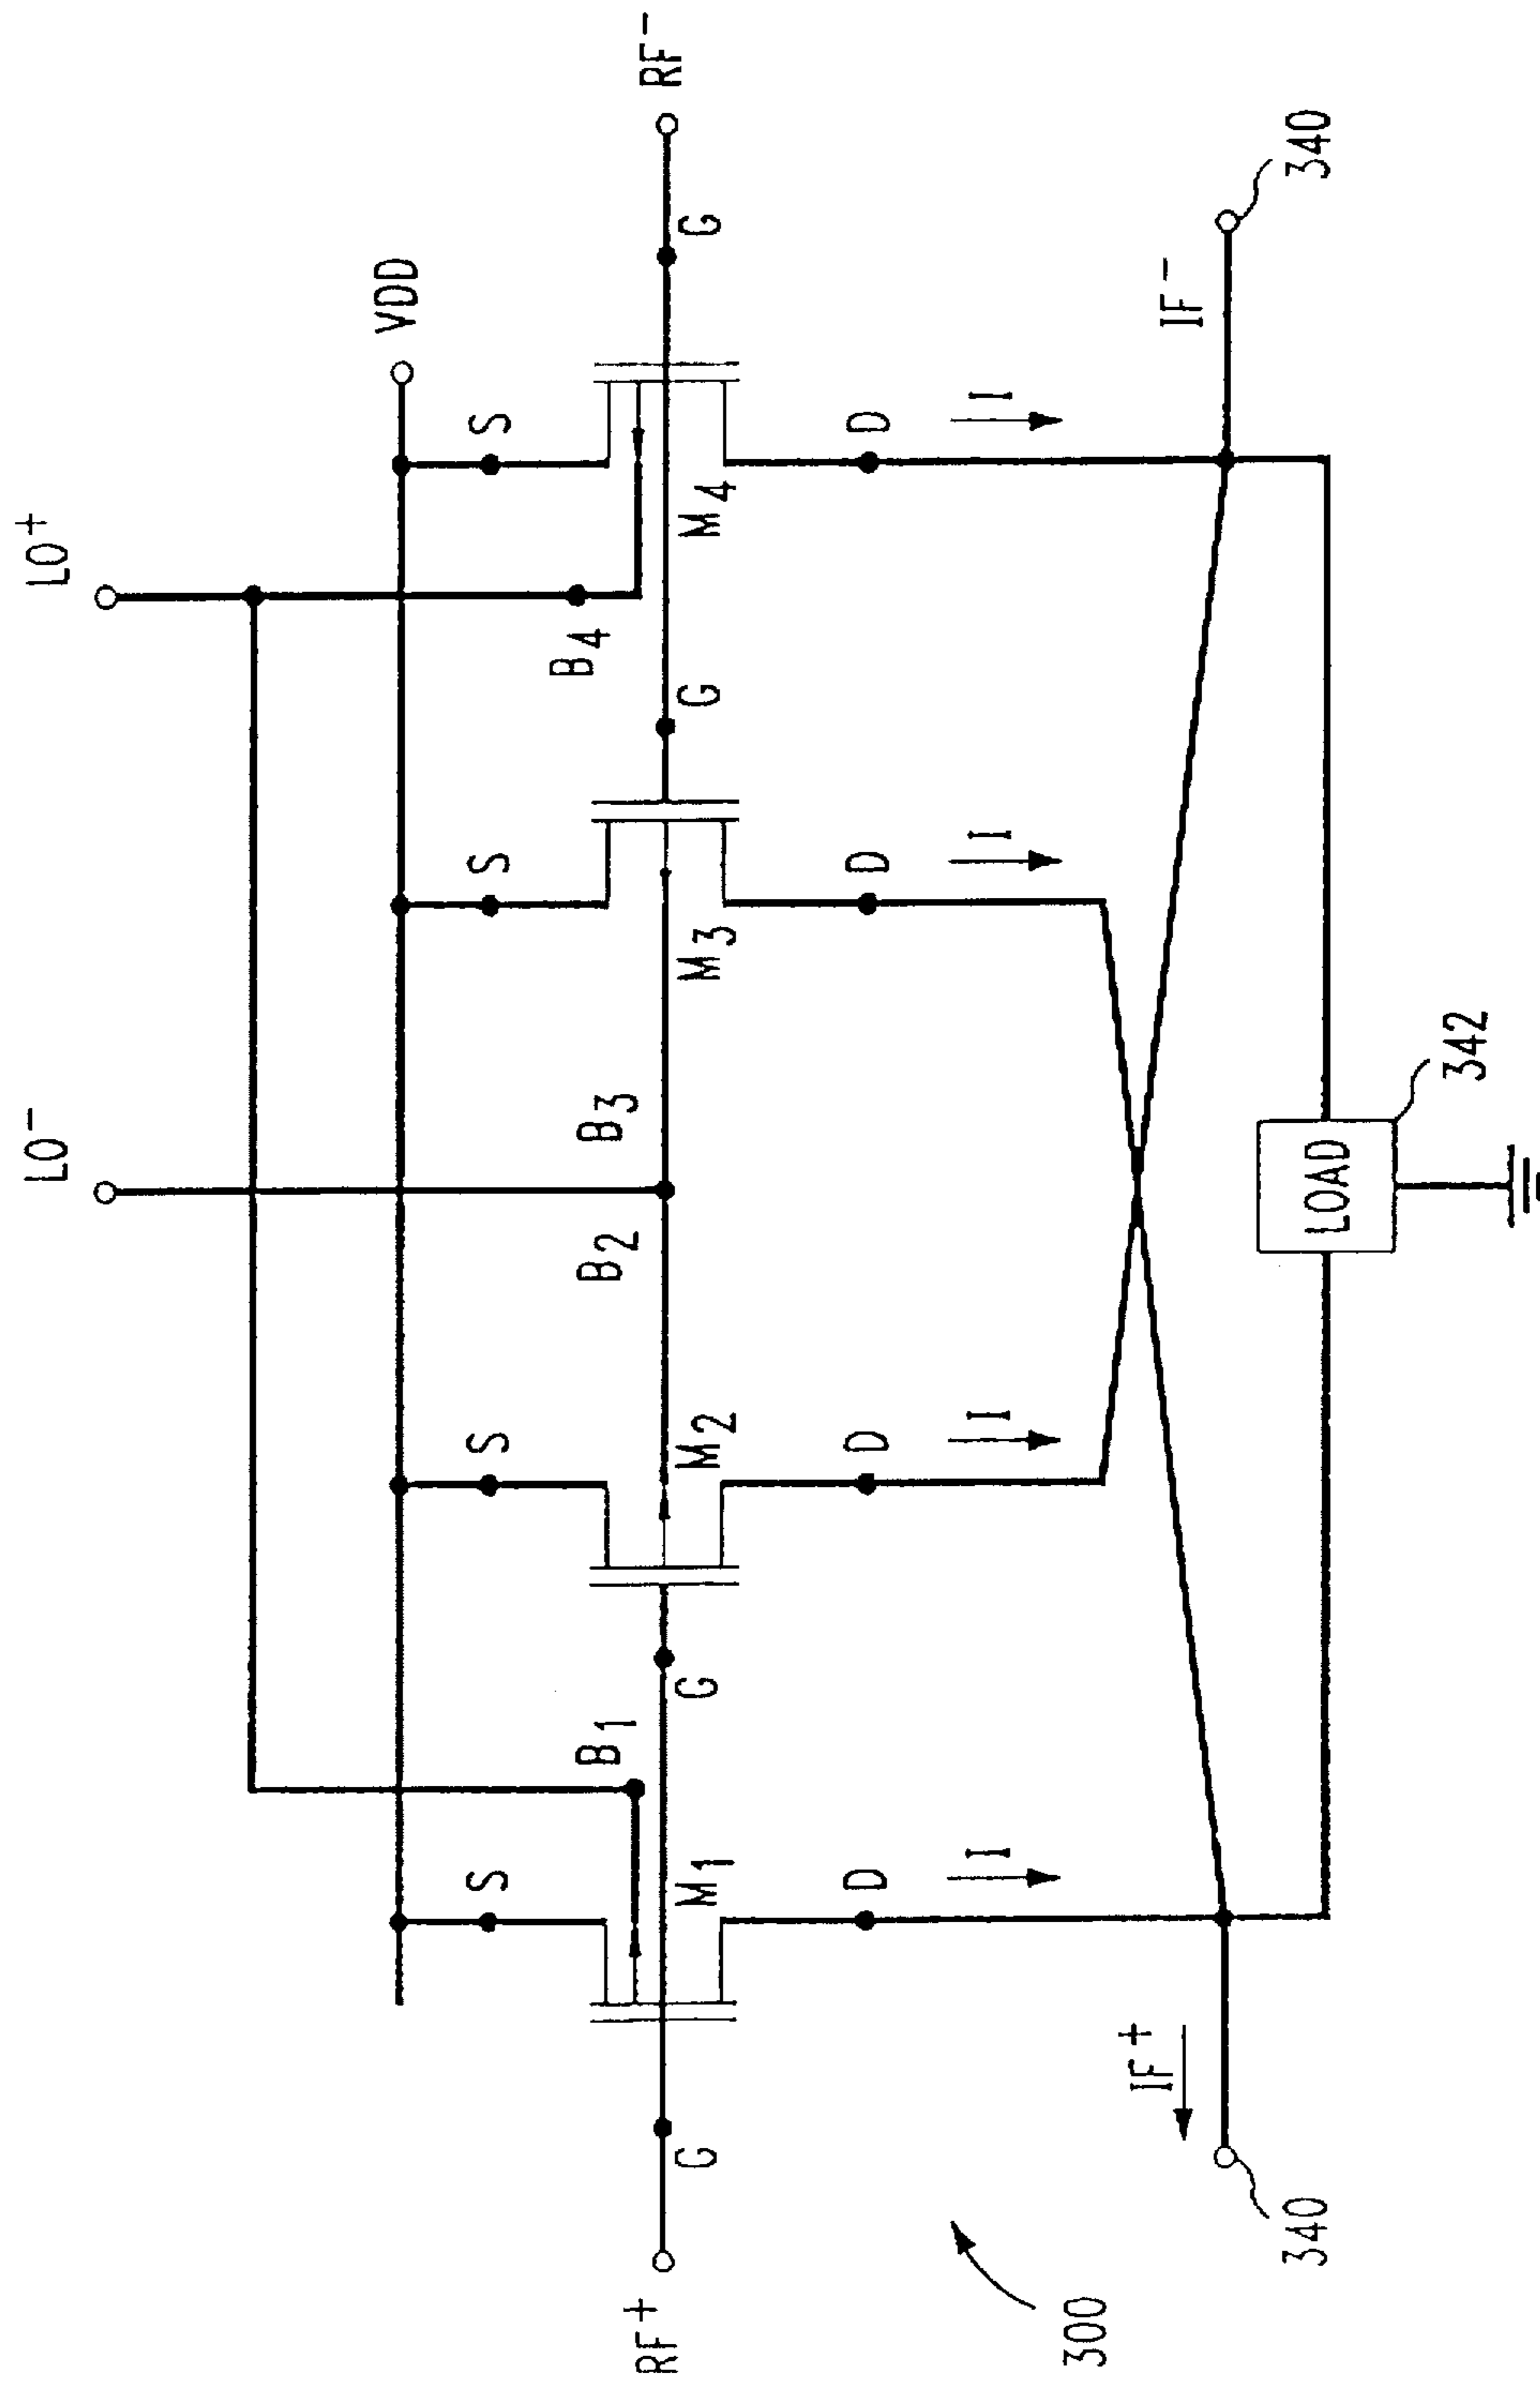 LO⁻
LO⁺
VDD
S
S
S
S
B1
B2
B3
B4
RF⁺
G
M1
G
M2
M3
G
M4
G
RF⁻
D
I
D
I
D
I
D
I
IF⁺
IF⁻
340
340
LOAD
342
300